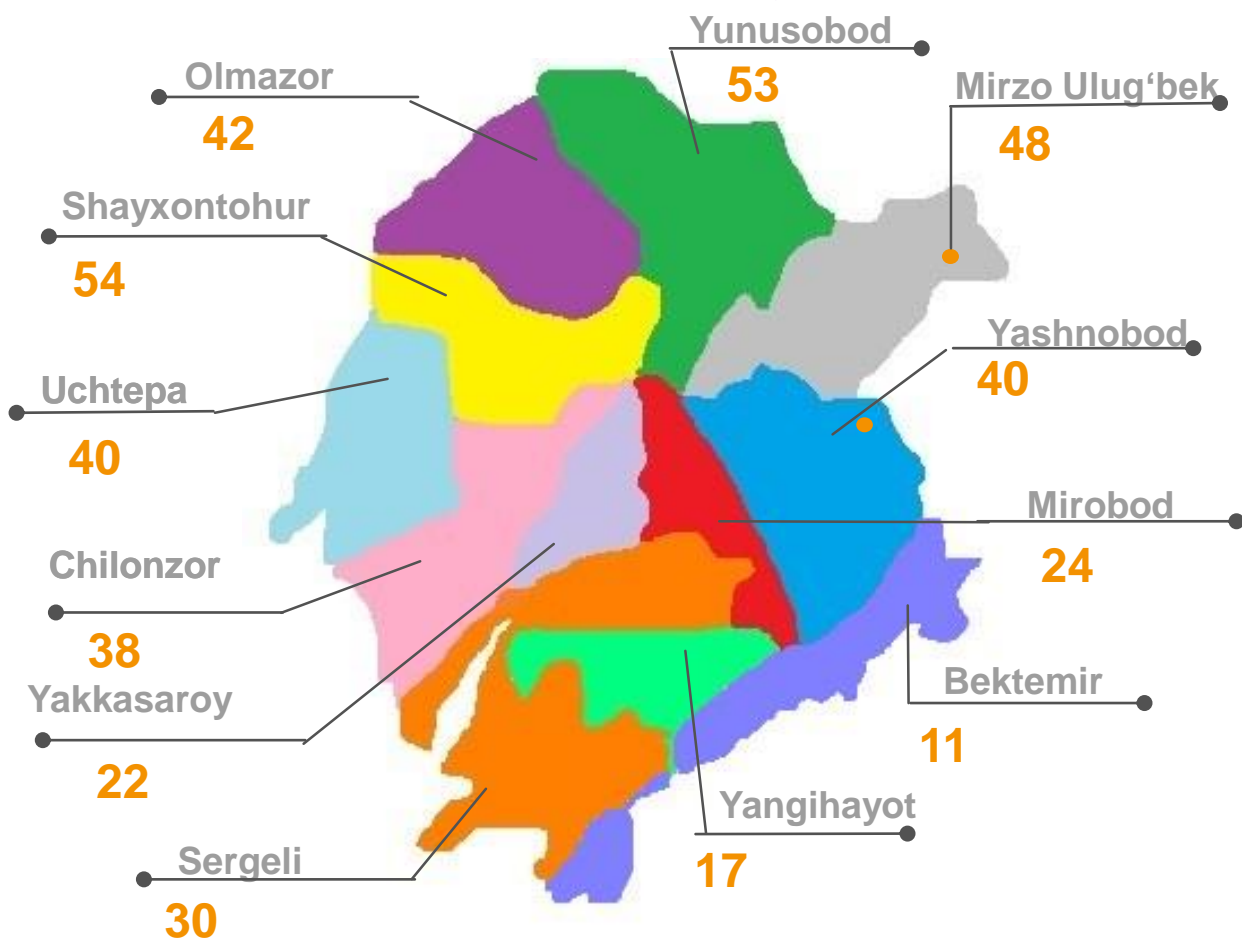 Yunusobod
53
Olmazor
42
Mirzo Ulug‘bek
48
Shayxontohur
54
Yashnobod
40
Uchtepa
40
Mirobod
24
Chilonzor
38
Bektemir
11
Yakkasaroy
22
Yangihayot
17
Sergeli
30